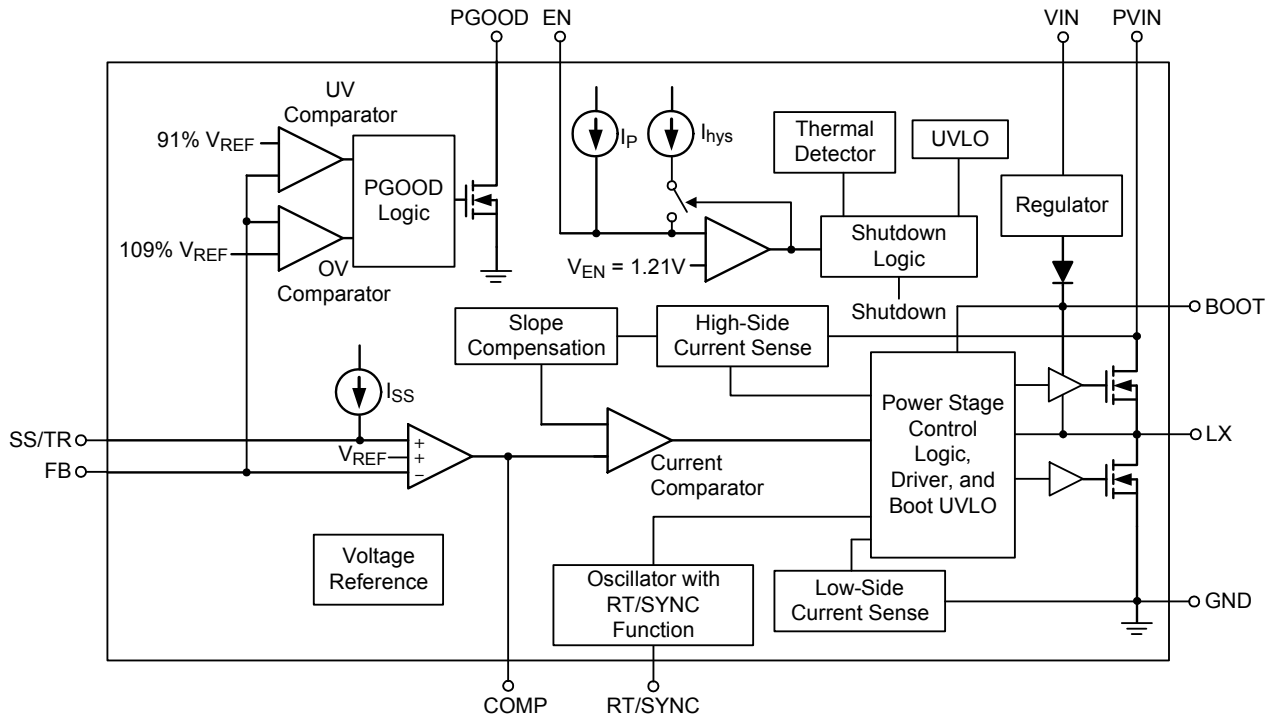 PGOOD
EN
VIN
PVIN
UV
Comparator
91% VREF
PGOOD
Logic
109% VREF
OV
Comparator
IP
Ihys
Thermal
Detector
UVLO
Regulator
Shutdown
Logic
VEN = 1.21V
Shutdown
BOOT
Slope
Compensation
High-Side
Current Sense
ISS
Power Stage
Control
Logic,
Driver, and
Boot UVLO
SS/TR
VREF
+
+
−
FB
Current
Comparator
LX
Voltage
Reference
Oscillator with
RT/SYNC
Function
Low-Side
Current Sense
GND
COMP
RT/SYNC